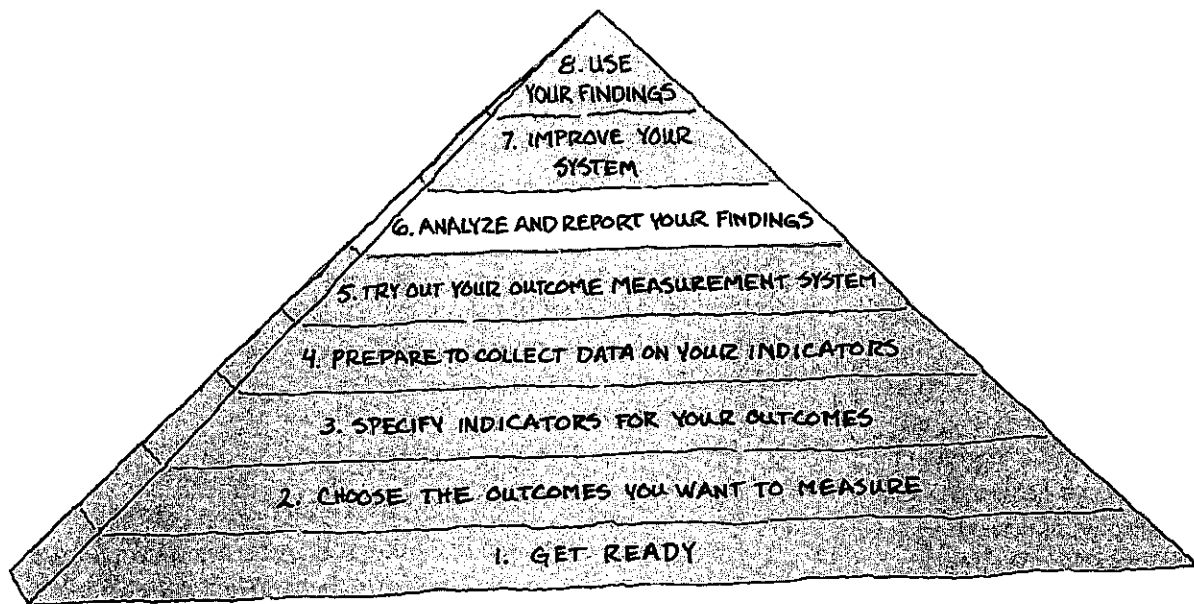 8. USE
YOUR FINDINGS
7. IMPROVE YOUR
SYSTEM
6. ANALYZE AND REPORT YOUR FINDINGS
5. TRY OUT YOUR OUTCOME MEASUREMENT SYSTEM
4. PREPARE TO COLLECT DATA ON YOUR INDICATORS
3. SPECIFY INDICATORS FOR YOUR OUTCOMES
2. CHOOSE THE OUTCOMES YOU WANT TO MEASURE
1. GET READY